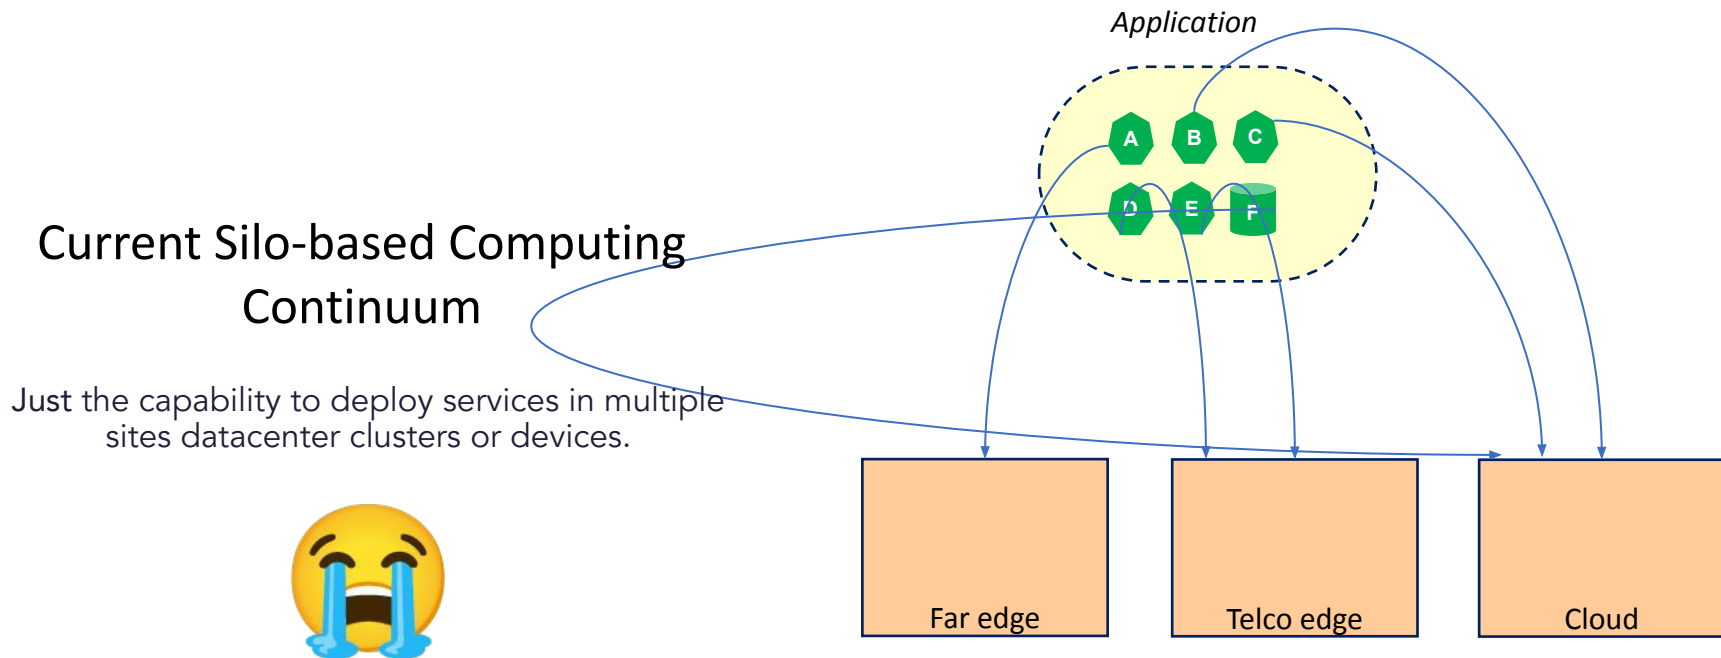 Application
A B C
D E F
Current Silo-based Computing
Continuum
Just the capability to deploy services in multiple
sites datacenter clusters or devices.
Far edge
Telco edge
Cloud